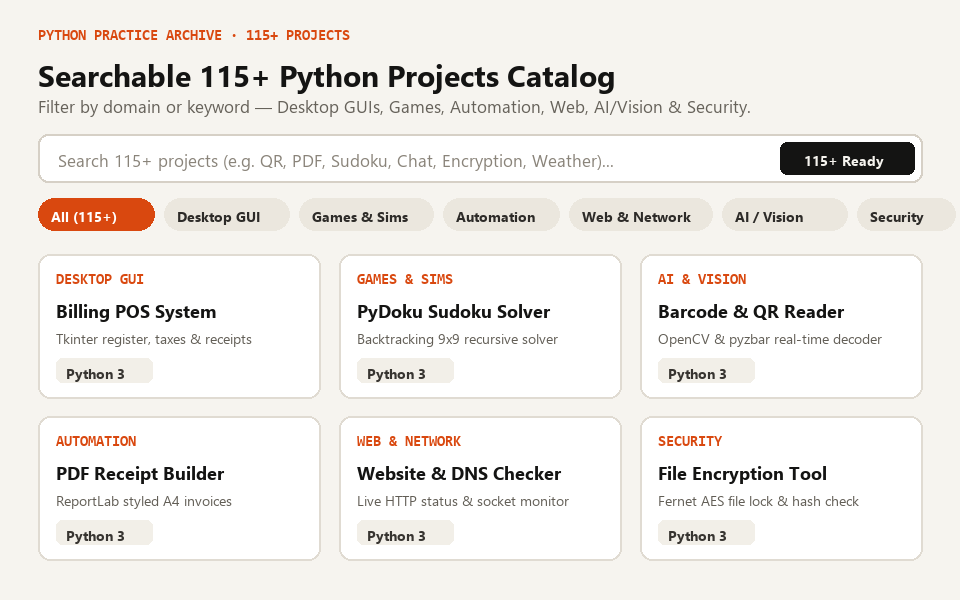 PYTHON PRACTICE ARCHIVE · 115+ PROJECTS
Searchable 115+ Python Projects Catalog
Filter by domain or keyword — Desktop GUIs, Games, Automation, Web, AI/Vision & Security.
Search 115+ projects (e.g. QR, PDF, Sudoku, Chat, Encryption, Weather)...
115+ Ready
All (115+)
Desktop GUI
Games & Sims
Automation
Web & Network
AI / Vision
Security
DESKTOP GUI
Billing POS System
Tkinter register, taxes & receipts
Python 3
GAMES & SIMS
PyDoku Sudoku Solver
Backtracking 9x9 recursive solver
Python 3
AI & VISION
Barcode & QR Reader
OpenCV & pyzbar real-time decoder
Python 3
AUTOMATION
PDF Receipt Builder
ReportLab styled A4 invoices
Python 3
WEB & NETWORK
Website & DNS Checker
Live HTTP status & socket monitor
Python 3
SECURITY
File Encryption Tool
Fernet AES file lock & hash check
Python 3